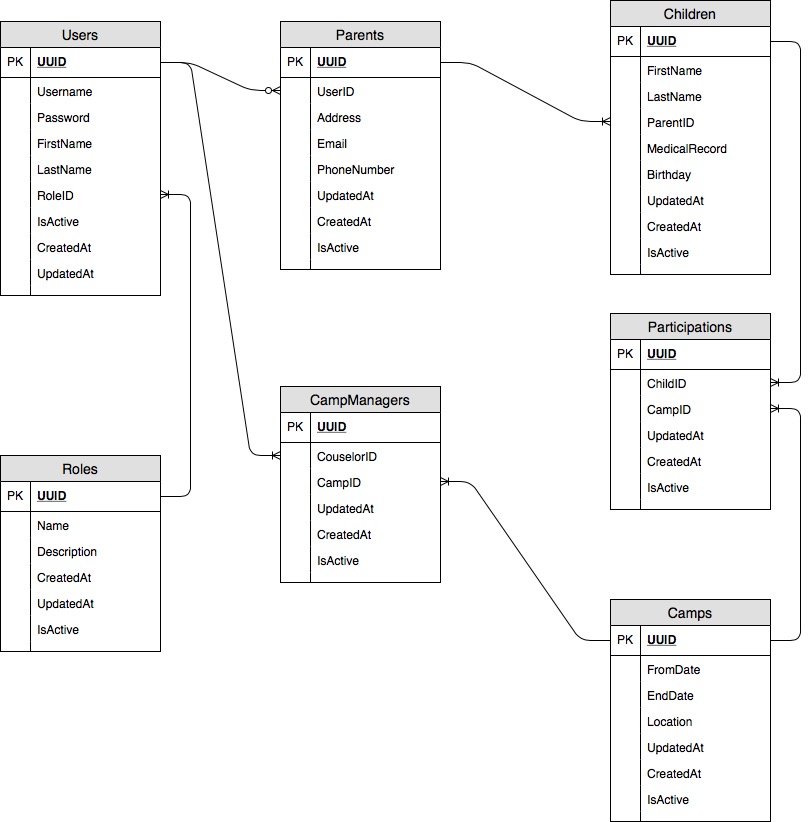 Users
PK UUID
Username
Password
FirstName
LastName
RoleID
IsActive
CreatedAt
UpdatedAt
Parents
PK UUID
UserID
Address
Email
PhoneNumber
UpdatedAt
CreatedAt
IsActive
Children
PK UUID
FirstName
LastName
ParentID
MedicalRecord
Birthday
UpdatedAt
CreatedAt
IsActive
Participations
PK UUID
ChildID
CampID
UpdatedAt
CreatedAt
IsActive
CampManagers
PK UUID
CouselorID
CampID
UpdatedAt
CreatedAt
IsActive
Roles
PK UUID
Name
Description
CreatedAt
UpdatedAt
IsActive
Camps
PK UUID
FromDate
EndDate
Location
UpdatedAt
CreatedAt
IsActive